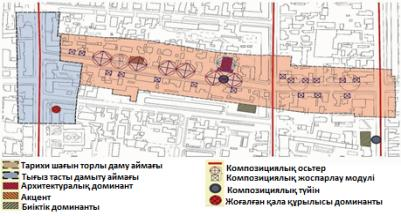 Тарихи шағын торлы даму аймағы
Тығыз тасты дамыту аймағы
Архитектуралық доминант
Акцент
Биіктік доминанты
Композициялық осьтер
Композициялық жоспарлау модулі
Композициялық түйін
Жоғалған қала құрылысы доминанты